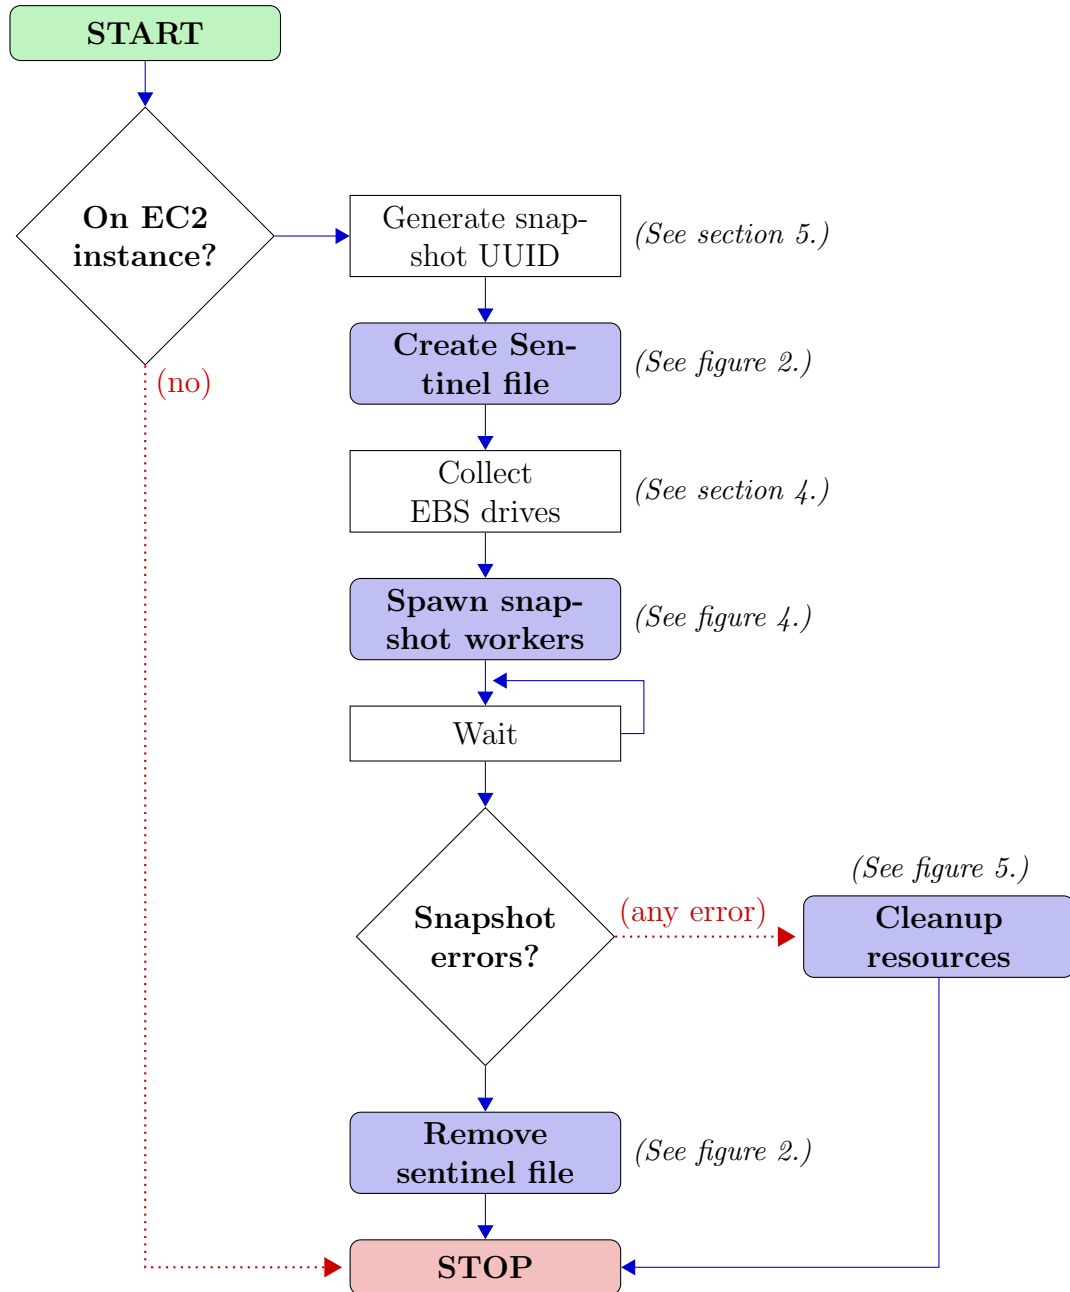 START
On EC2
instance?
Generate snap-
shot UUID
(See section 5.)
Create Sen-
tinel file
(See figure 2.)
(no)
Collect
EBS drives
(See section 4.)
Spawn snap-
shot workers
(See figure 4.)
Wait
Snapshot
errors?
(any error)
(See figure 5.)
Cleanup
resources
Remove
sentinel file
(See figure 2.)
STOP